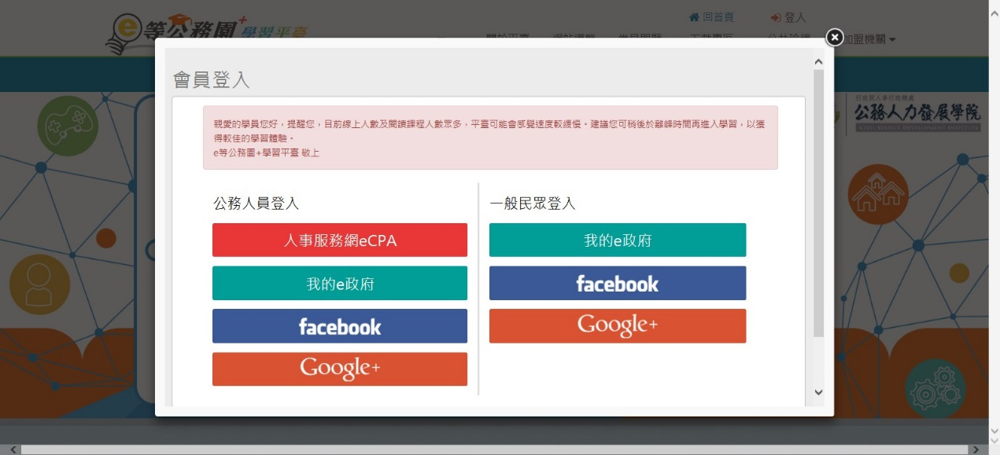 e等公務園+學習平臺
回首頁
登入
加盟機關
會員登入
親愛的學員您好，提醒您，目前線上人數及閱讀課程人數眾多，平臺可能會感覺速度較緩慢。建議您可稍後於離峰時間再進入學習，以獲
得較佳的學習體驗。
e等公務園+學習平臺 敬上
行政院人事行政總處
公務人力發展學院
CIVIL SERVICE DEVELOPMENT INSTITUTE
公務人員登入
一般民眾登入
人事服務網eCPA
我的e政府
我的e政府
facebook
facebook
Google+
Google+